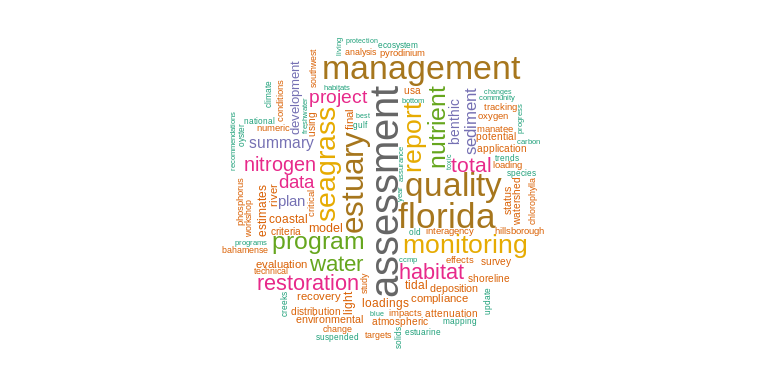 protection
living
ecosystem
analysis
pyrodinium
southwest
management
development
climate
conditions
habitats
project
usa
changes
community
bottom
tracking
progress
oxygen
national
numeric
freshwater
using
final
best
gulf
seagrass
estuary
assessment
report
nutrient
benthic
sediment
manatee
potential
application
recommendations
oyster
summary
nitrogen
data
total
trends
loading
species
carbon
toxic
assurance
phosphorus
workshop
estimates
river
plan
critical
year
quality
status
watershed
chlorophylla
coastal
model
florida
criteria
old
interagency
hillsborough
programs
bahamense
program
monitoring
water
evaluation
technical
ccmp
effects
survey
habitat
restoration
study
tidal
shoreline
deposition
creeks
recovery
light
loadings
compliance
update
distribution
environmental
blue
impacts
attenuation
atmospheric
mapping
change
suspended
targets
solids
estuarine